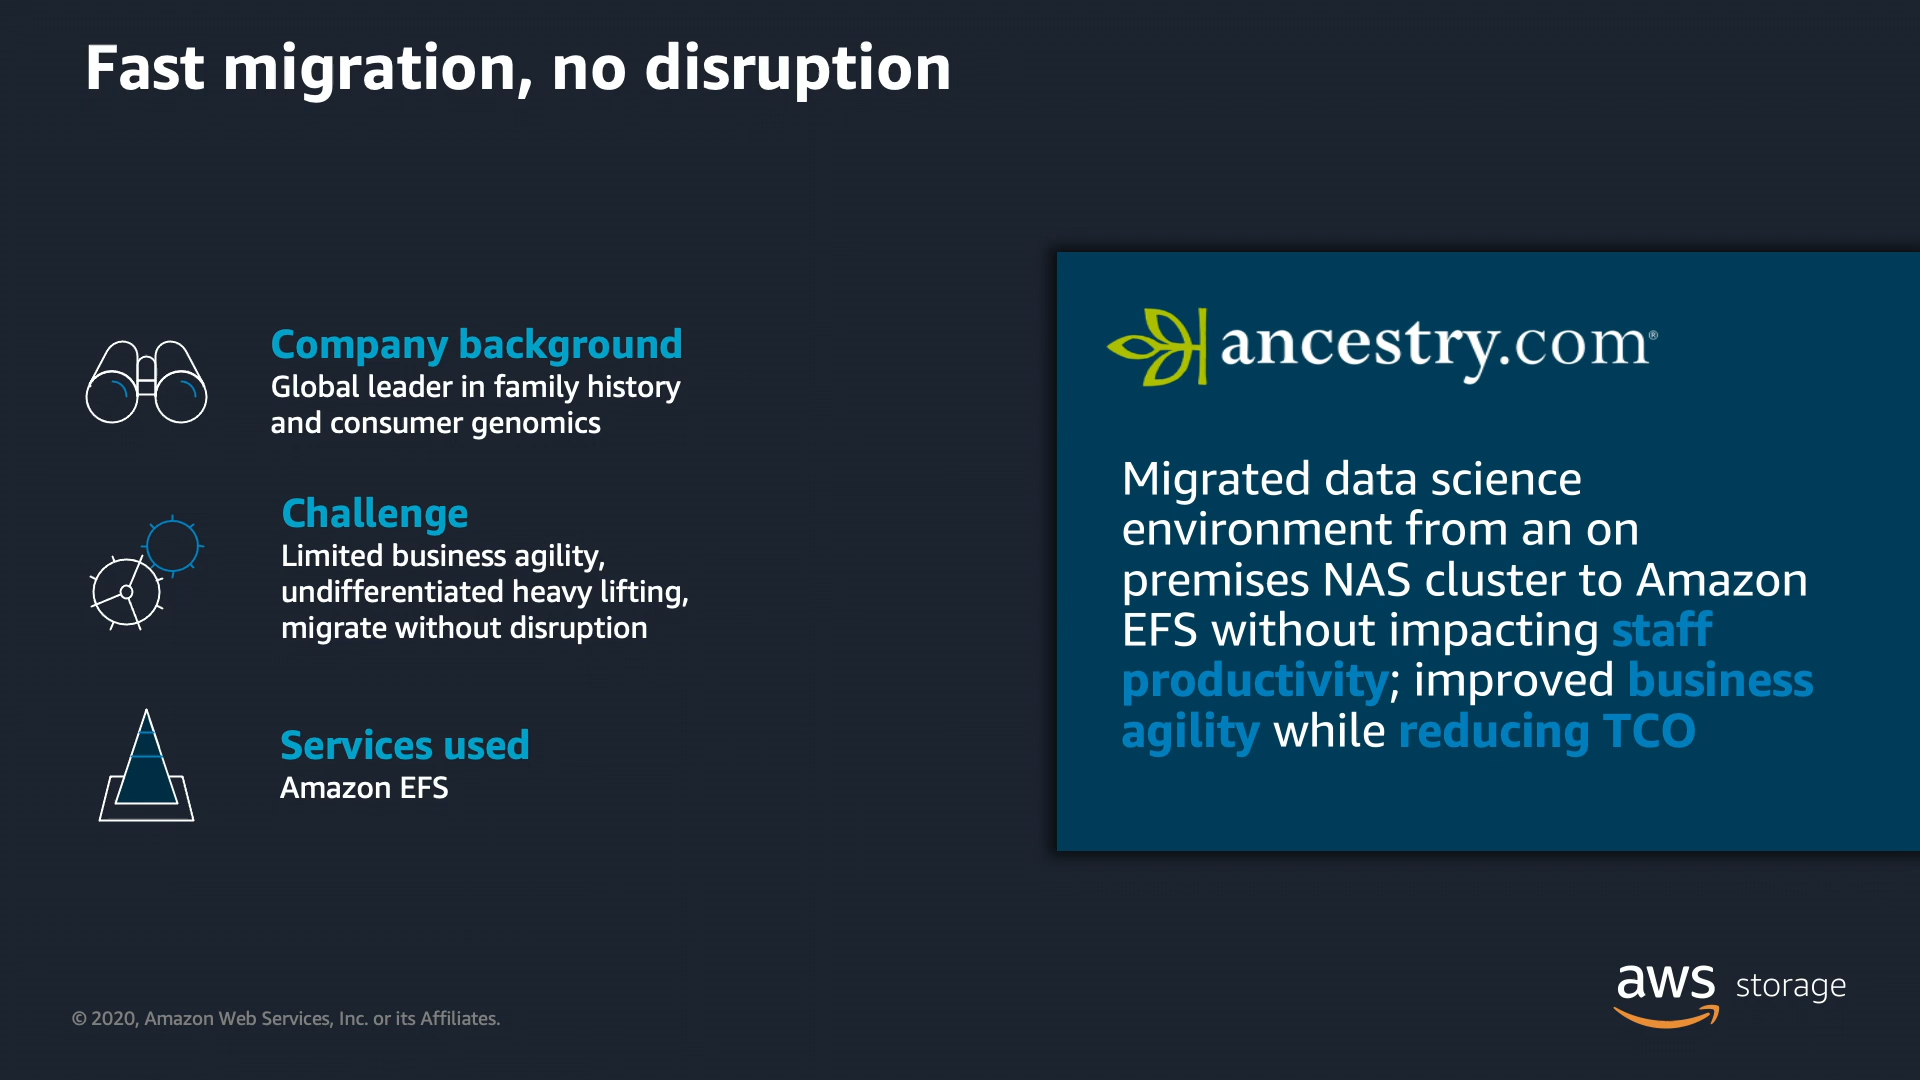 Fast migration, no disruption
Company background
Global leader in family history
and consumer genomics
Challenge
Limited business agility,
undifferentiated heavy lifting,
migrate without disruption
Services used
Amazon EFS
ancestry.com®
Migrated data science
environment from an on
premises NAS cluster to Amazon
EFS without impacting staff
productivity; improved business
agility while reducing TCO
© 2020, Amazon Web Services, Inc. or its Affiliates.
aws storage